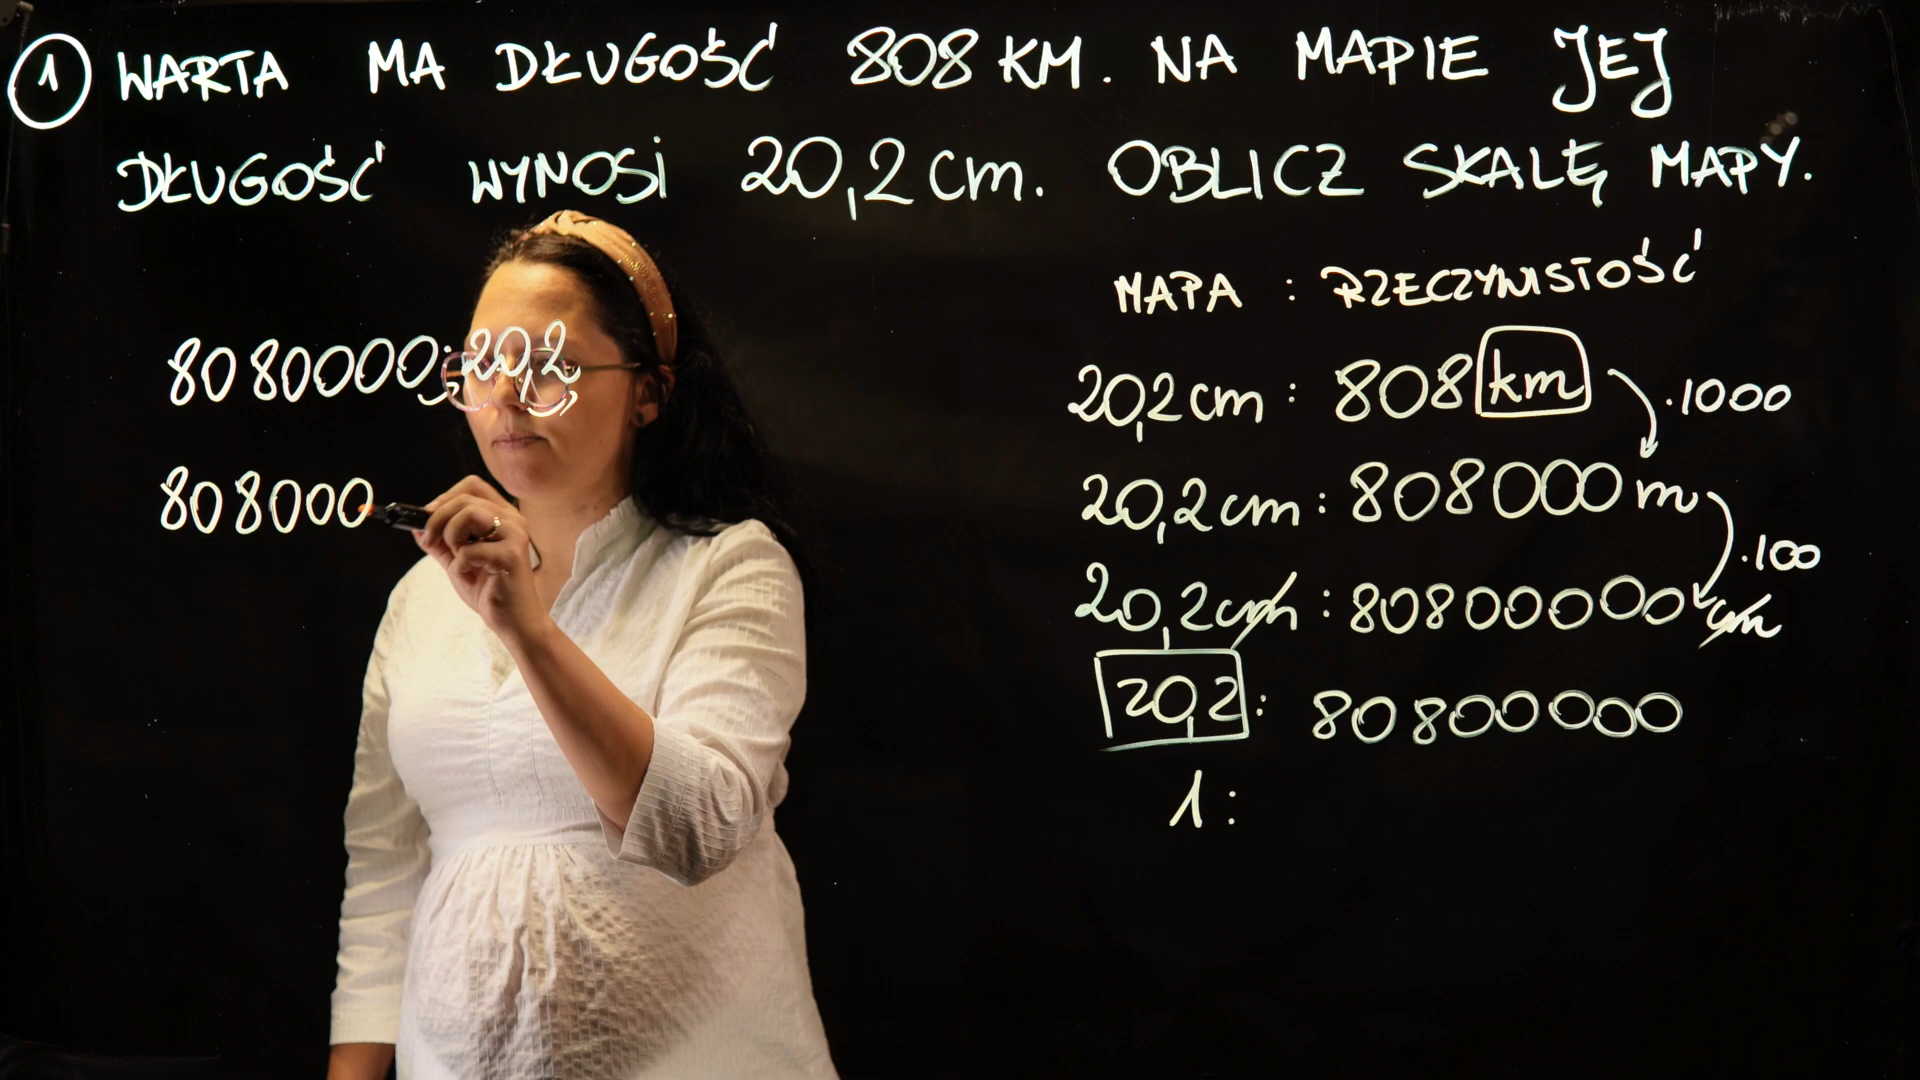 1 WARTA MA DŁUGOŚĆ 808 KM. NA MAPIE JEJ
DŁUGOŚĆ WYNOSI 20,2 cm. OBLICZ SKALĘ MAPY.
MAPA : RZECZYWISTOŚĆ
20,2 cm : 808 km .1000
20,2 cm : 808000 m .100
20,2 cm : 80800000 cm
20,2 : 80800000
1 :
8080000,:20,2,
808000